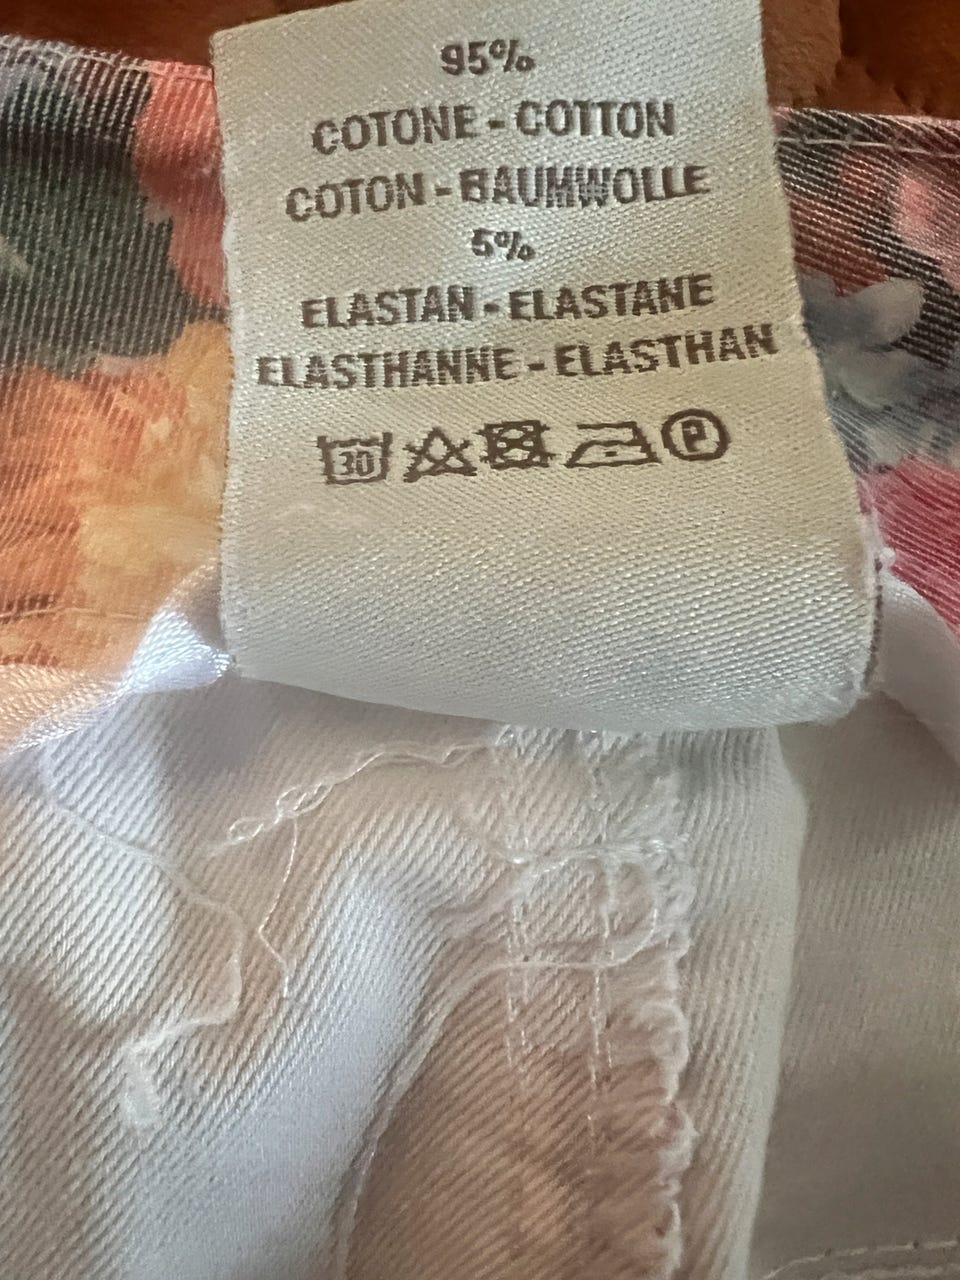 95%
COTONE - COTTON
COTON - BAUMWOLLE
5%
ELASTAN - ELASTANE
ELASTHANNE - ELASTHAN
30 P